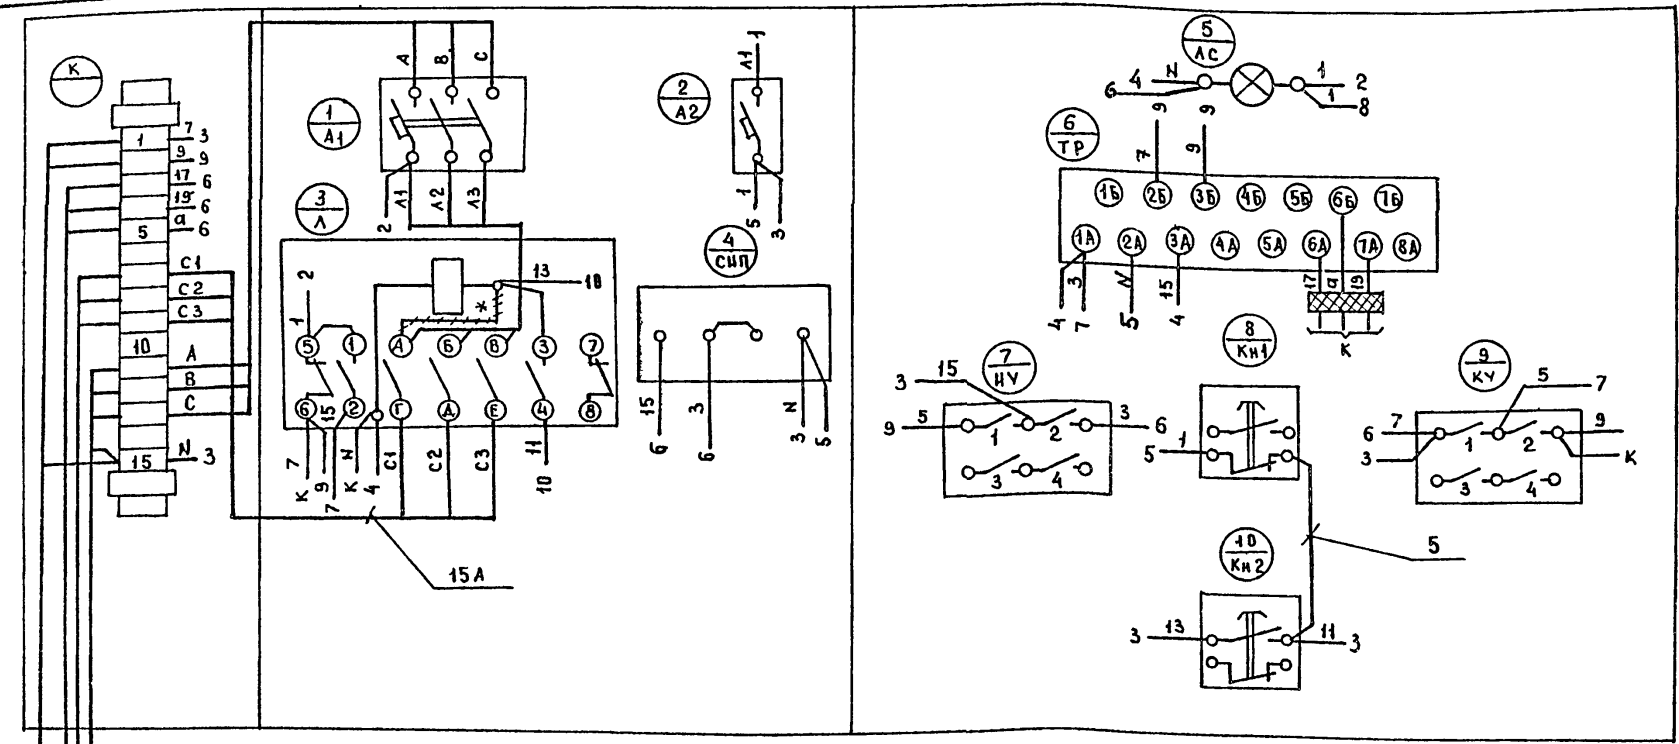 К
1
7 3
9 9
17 6
19 6
5
a 6
С1
С2
С3
10
А
В
С
15
N 3
А В С
1
А1
2 Л1 Л2 Л3
2
А2
Л1 1
1 5 3
3
Л
2
1
13 10
*
5 1 А Б В 3 7
6 15 2 Г Д Е 4 8
7 К 9 7 N К 4 С1 С2 С3 11 10
15А
4
СНП
15 6
3 6
N 3 5
5
ЛС
4 N
6
1 2
1 8
6
ТР
9 7
9 9
1Б 2Б 3Б 4Б 5Б 6Б 7Б
1А 2А 3А 4А 5А 6А 7А 8А
4 3 7
N 5
15 4
17 a 19
К
7
НУ
3 15
9 5
1 2
3 6
3 4
8
КН1
1
5
9
КУ
5 7
6 7
3
1 2
9
К
3 4
10
КН2
5
3 13
11 3